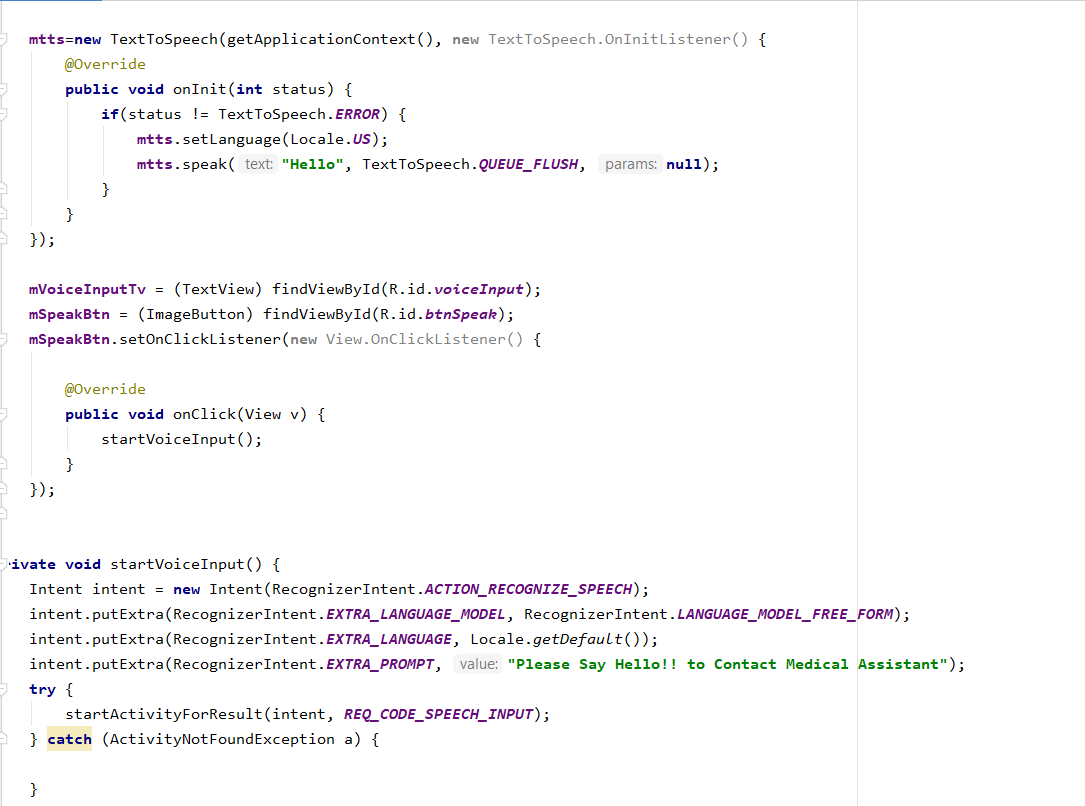 mtts=new TextToSpeech(getApplicationContext(), new TextToSpeech.OnInitListener() {
@Override
public void onInit(int status) {
if(status != TextToSpeech.ERROR) {
mtts.setLanguage(Locale.US);
mtts.speak( text: "Hello", TextToSpeech.QUEUE_FLUSH, params: null);
}
}
});
mVoiceInputTv = (TextView) findViewById(R.id.voiceInput);
mSpeakBtn = (ImageButton) findViewById(R.id.btnSpeak);
mSpeakBtn.setOnClickListener(new View.OnClickListener() {
@Override
public void onClick(View v) {
startVoiceInput();
}
});
ivate void startVoiceInput() {
Intent intent = new Intent(RecognizerIntent.ACTION_RECOGNIZE_SPEECH);
intent.putExtra(RecognizerIntent.EXTRA_LANGUAGE_MODEL, RecognizerIntent.LANGUAGE_MODEL_FREE_FORM);
intent.putExtra(RecognizerIntent.EXTRA_LANGUAGE, Locale.getDefault());
intent.putExtra(RecognizerIntent.EXTRA_PROMPT, value: "Please Say Hello!! to Contact Medical Assistant");
try {
startActivityForResult(intent, REQ_CODE_SPEECH_INPUT);
} catch (ActivityNotFoundException a) {
}